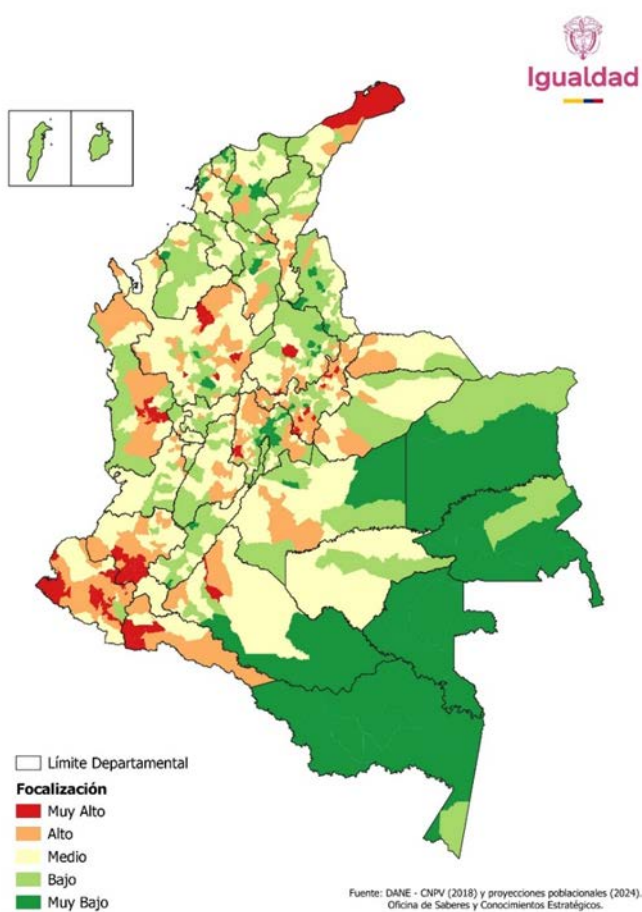 Igualdad
Límite Departamental
Focalización
Muy Alto
Alto
Medio
Bajo
Muy Bajo
Fuente: DANE - CNPV (2018) y proyecciones poblacionales (2024).
Oficina de Saberes y Conocimientos Estratégicos.